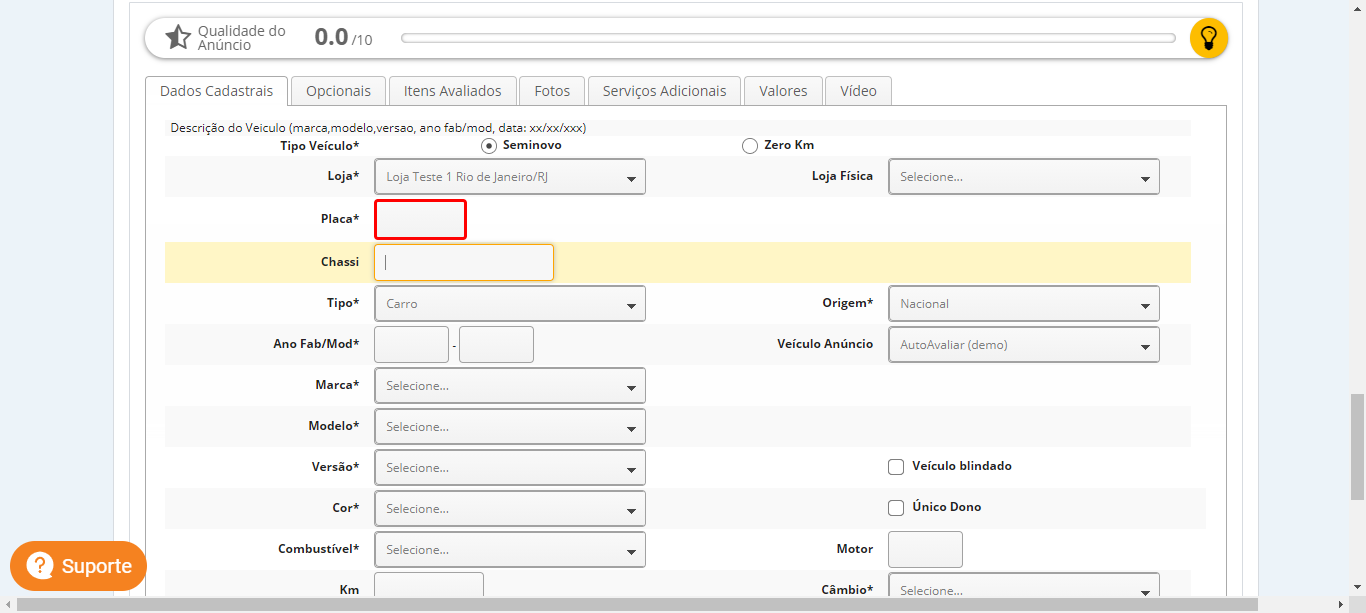 Qualidade do
Anúncio
0.0 /10
Dados Cadastrais Opcionais Itens Avaliados Fotos Serviços Adicionais Valores Vídeo
Descrição do Veiculo (marca,modelo,versao, ano fab/mod, data: xx/xx/xxx)
Tipo Veículo* Seminovo Zero Km
Loja* Loja Teste 1 Rio de Janeiro/RJ Loja Física Selecione...
Placa*
Chassi
Tipo* Carro Origem* Nacional
Ano Fab/Mod* - Veículo Anúncio AutoAvaliar (demo)
Marca* Selecione...
Modelo* Selecione...
Versão* Selecione... Veículo blindado
Cor* Selecione... Único Dono
Combustível* Selecione... Motor
Km Câmbio* Selecione...
? Suporte